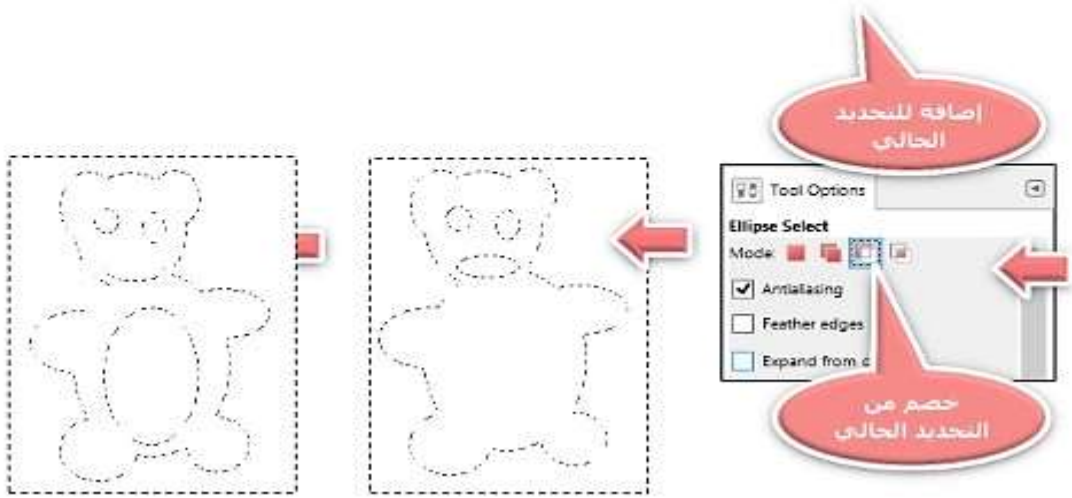 إضافة للتحديد
الحالي
Tool Options
Ellipse Select
Mode:
Antialiasing
Feather edges
Expand from c
خصم من
التحديد الحالي